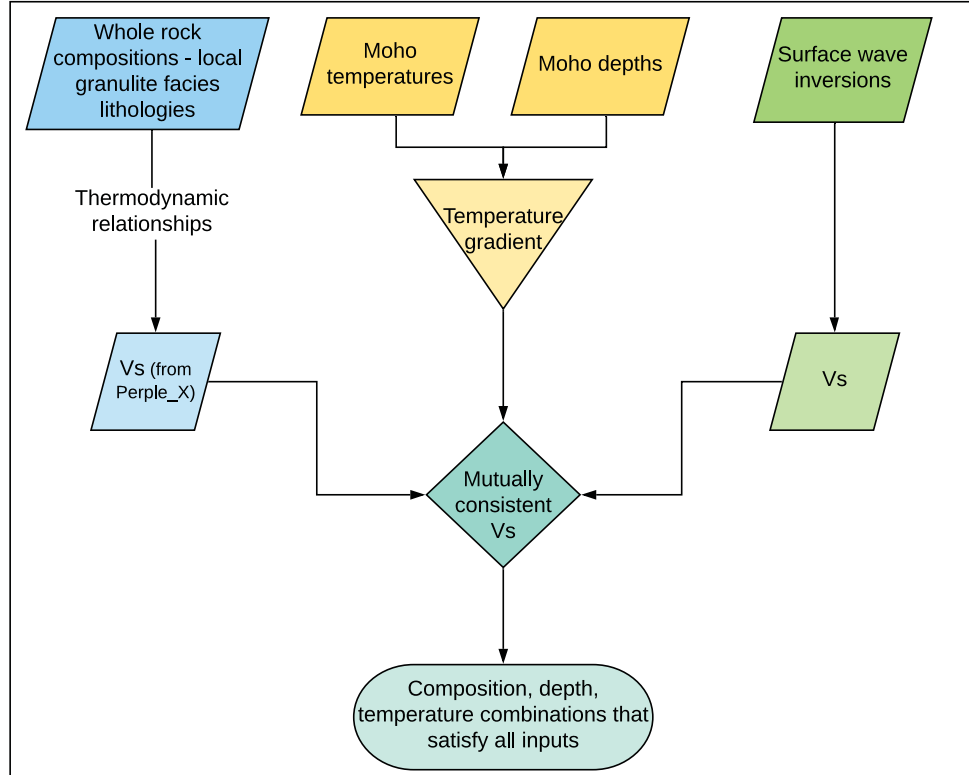 Whole rock
compositions - local
granulite facies
lithologies
Moho
temperatures
Moho depths
Surface wave
inversions
Thermodynamic
relationships
Temperature
gradient
Vs (from
Perple_X)
Vs
Mutually
consistent
Vs
Composition, depth,
temperature combinations that
satisfy all inputs